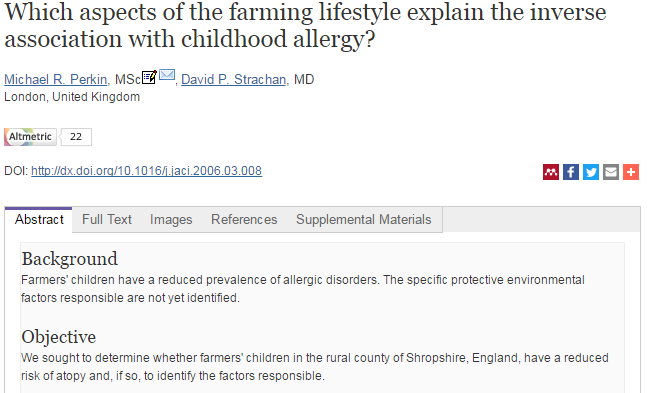 Which aspects of the farming lifestyle explain the inverse
association with childhood allergy?
Michael R. Perkin, MSc, David P. Strachan, MD
London, United Kingdom
Altmetric 22
DOI: http://dx.doi.org/10.1016/j.jaci.2006.03.008
Abstract Full Text Images References Supplemental Materials
Background
Farmers' children have a reduced prevalence of allergic disorders. The specific protective environmental
factors responsible are not yet identified.
Objective
We sought to determine whether farmers' children in the rural county of Shropshire, England, have a reduced
risk of atopy and, if so, to identify the factors responsible.